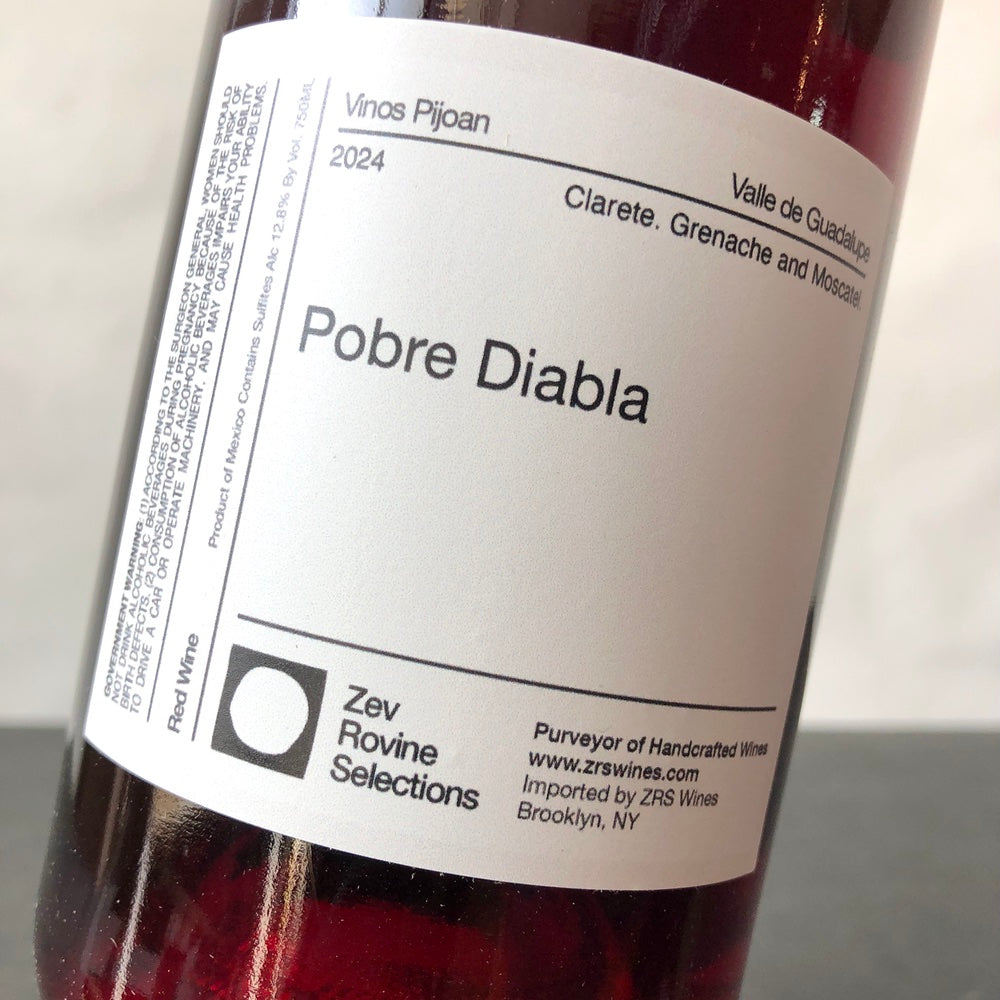 GOVERNMENT WARNING: (1) ACCORDING TO THE SURGEON GENERAL, WOMEN SHOULD
NOT DRINK ALCOHOLIC BEVERAGES DURING PREGNANCY BECAUSE OF THE RISK OF
BIRTH DEFECTS. (2) CONSUMPTION OF ALCOHOLIC BEVERAGES IMPAIRS YOUR ABILITY
TO DRIVE A CAR OR OPERATE MACHINERY, AND MAY CAUSE HEALTH PROBLEMS.
Red Wine
Product of Mexico Contains Sulfites Alc 12.8% By Vol. 750ML
Vinos Pijoan
Valle de Guadalupe
2024
Clarete. Grenache and Moscatel.
Pobre Diabla
Zev
Rovine
Selections
Purveyor of Handcrafted Wines
www.zrswines.com
Imported by ZRS Wines
Brooklyn, NY